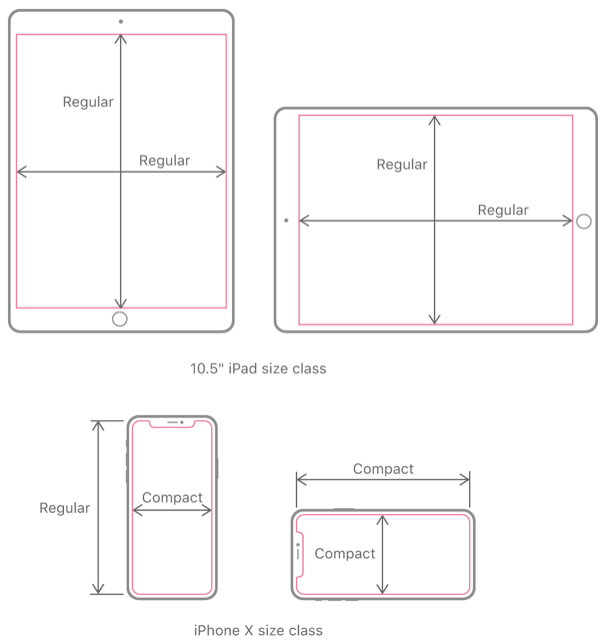 Regular
Regular
Regular
Regular
10.5" iPad size class
Regular
Compact
Compact
Compact
iPhone X size class